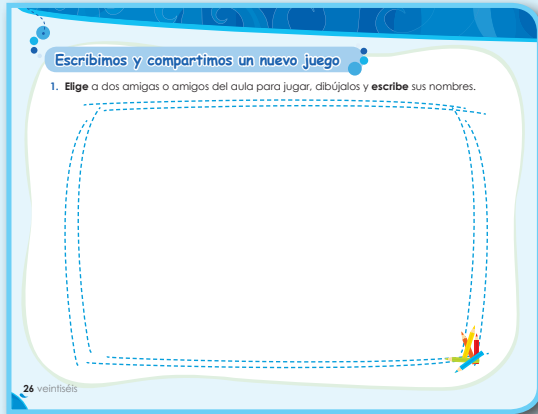 Escribimos y compartimos un nuevo juego
1. Elige a dos amigas o amigos del aula para jugar, dibújalos y escribe sus nombres.
26 veintiséis